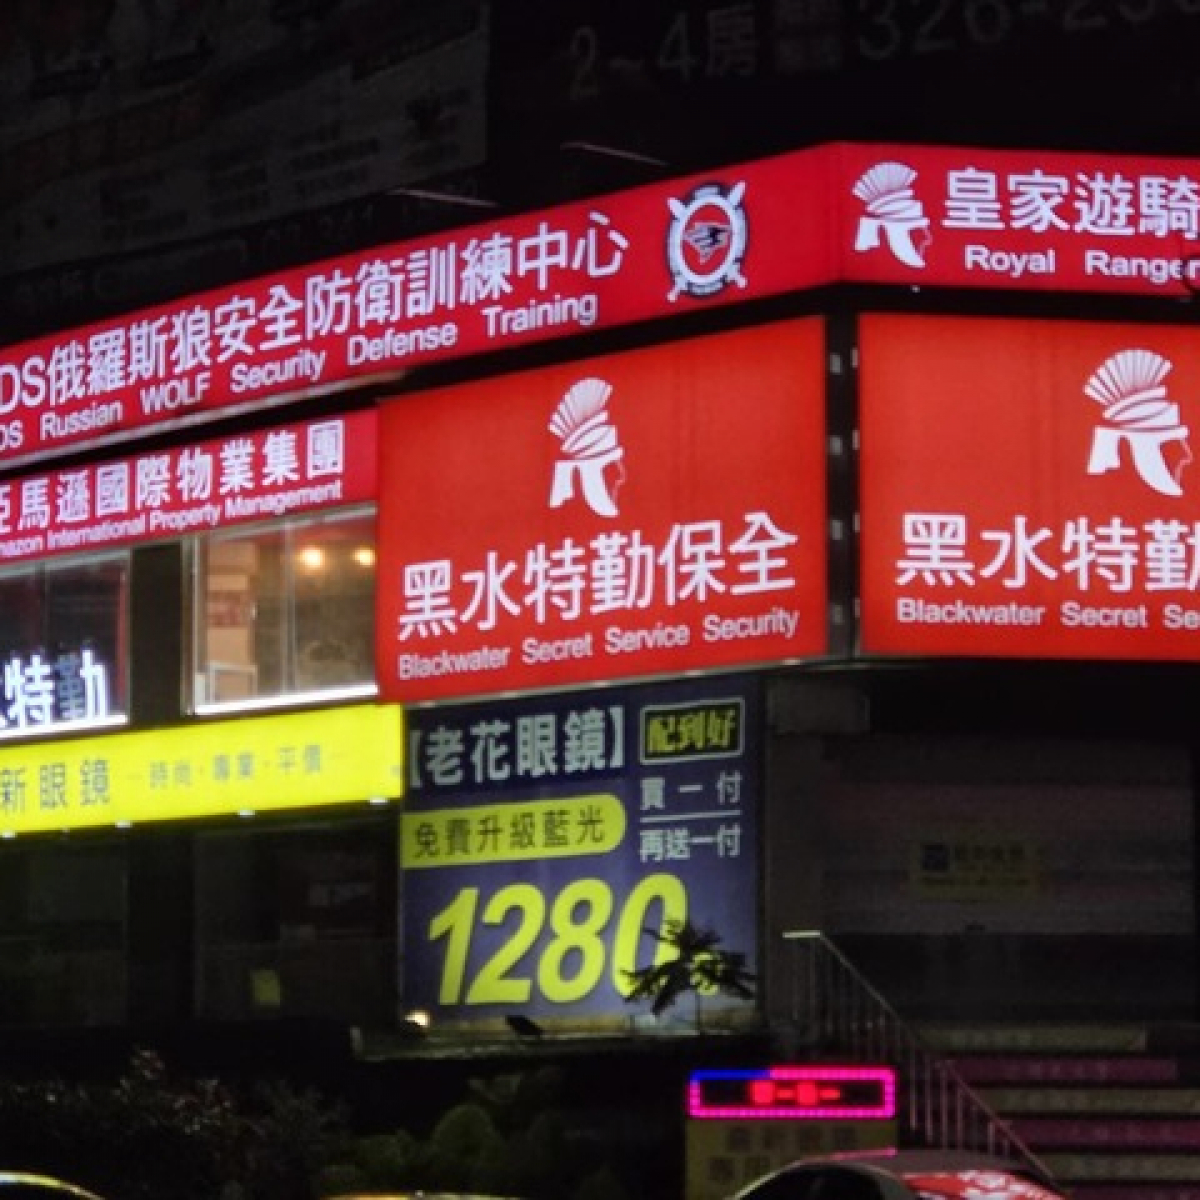 2~4房
皇家遊騎
Royal Ranger
DS俄羅斯狼安全防衛訓練中心
DS Russian WOLF Security Defense Training
馬遜國際物業集團
mazon International Property Management
黑水特勤保全
Blackwater Secret Service Security
黑水特勤
Blackwater Secret Se
特勤
新眼鏡 時尚·專業·平價
【老花眼鏡】
配到好
買一付
再送一付
免費升級藍光
1280